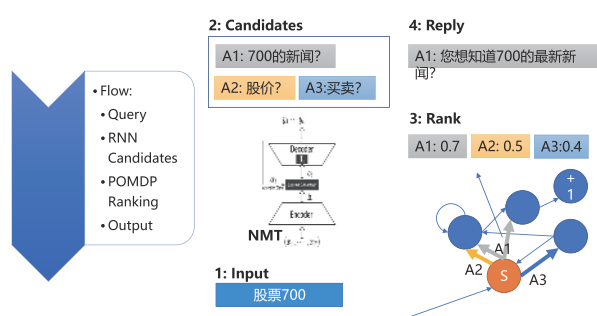 • Flow:
• Query
• RNN
Candidates
• POMDP
Ranking
• Output
2: Candidates
A1: 700的新闻?
A2: 股价?
A3:买卖?
Decoder
Encoder
NMT
1: Input
股票700
4: Reply
A1: 您想知道700的最新新
闻?
3: Rank
A1: 0.7
A2: 0.5
A3:0.4
+
1
A1
A2
S
A3